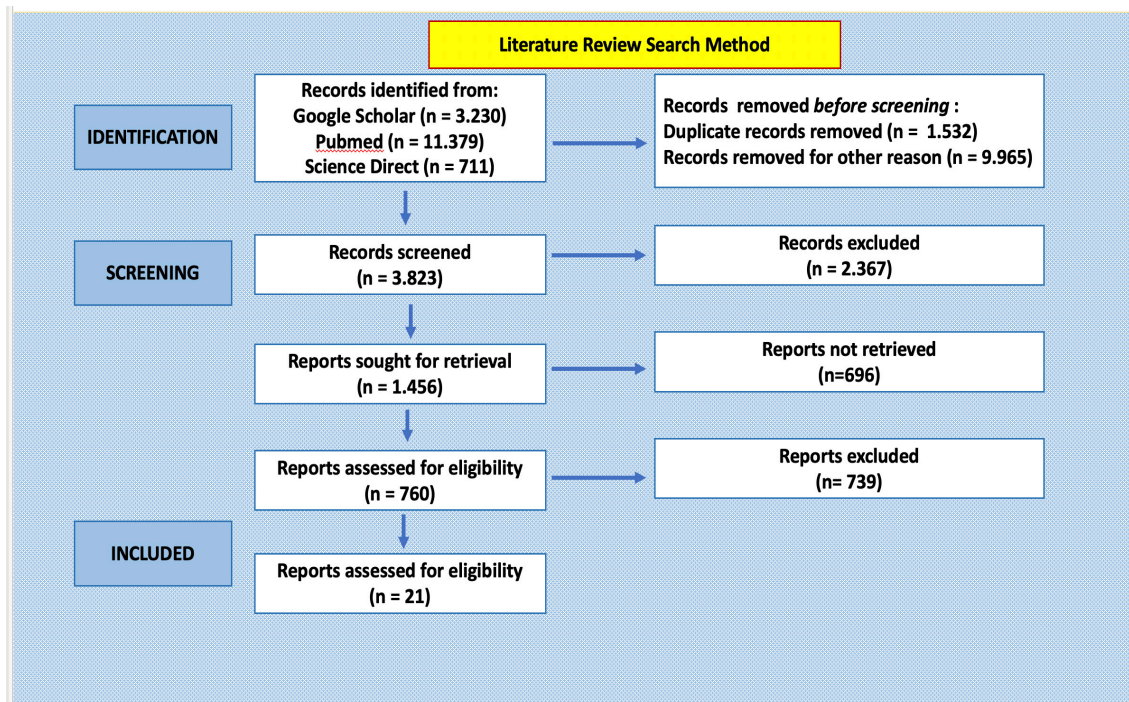 Literature Review Search Method
IDENTIFICATION
Records identified from:
Google Scholar (n = 3.230)
Pubmed (n = 11.379)
Science Direct (n = 711)
Records removed before screening :
Duplicate records removed (n = 1.532)
Records removed for other reason (n = 9.965)
SCREENING
Records screened
(n = 3.823)
Records excluded
(n = 2.367)
Reports sought for retrieval
(n = 1.456)
Reports not retrieved
(n=696)
Reports assessed for eligibility
(n = 760)
Reports excluded
(n= 739)
INCLUDED
Reports assessed for eligibility
(n = 21)